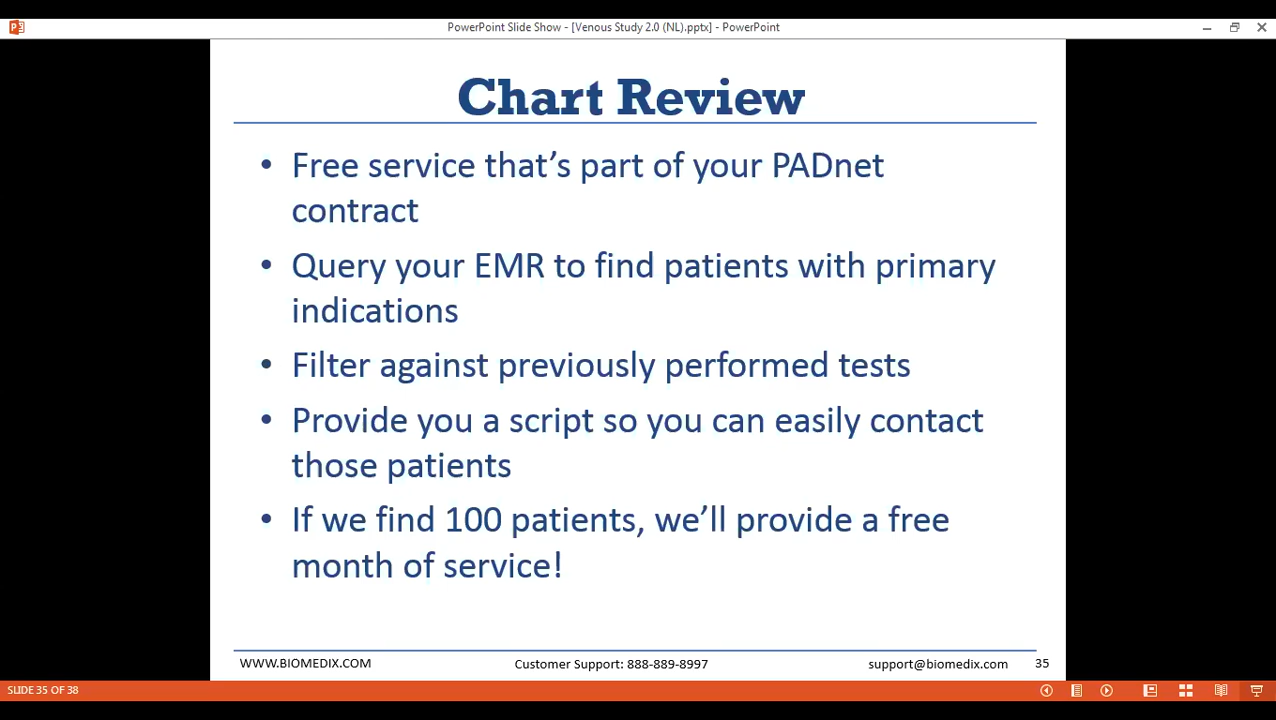 PowerPoint Slide Show - [Venous Study 2.0 (NL).pptx] - PowerPoint
Chart Review
• Free service that’s part of your PADnet
contract
• Query your EMR to find patients with primary
indications
• Filter against previously performed tests
• Provide you a script so you can easily contact
those patients
• If we find 100 patients, we’ll provide a free
month of service!
WWW.BIOMEDIX.COM Customer Support: 888-889-8997 support@biomedix.com 35
SLIDE 35 OF 38